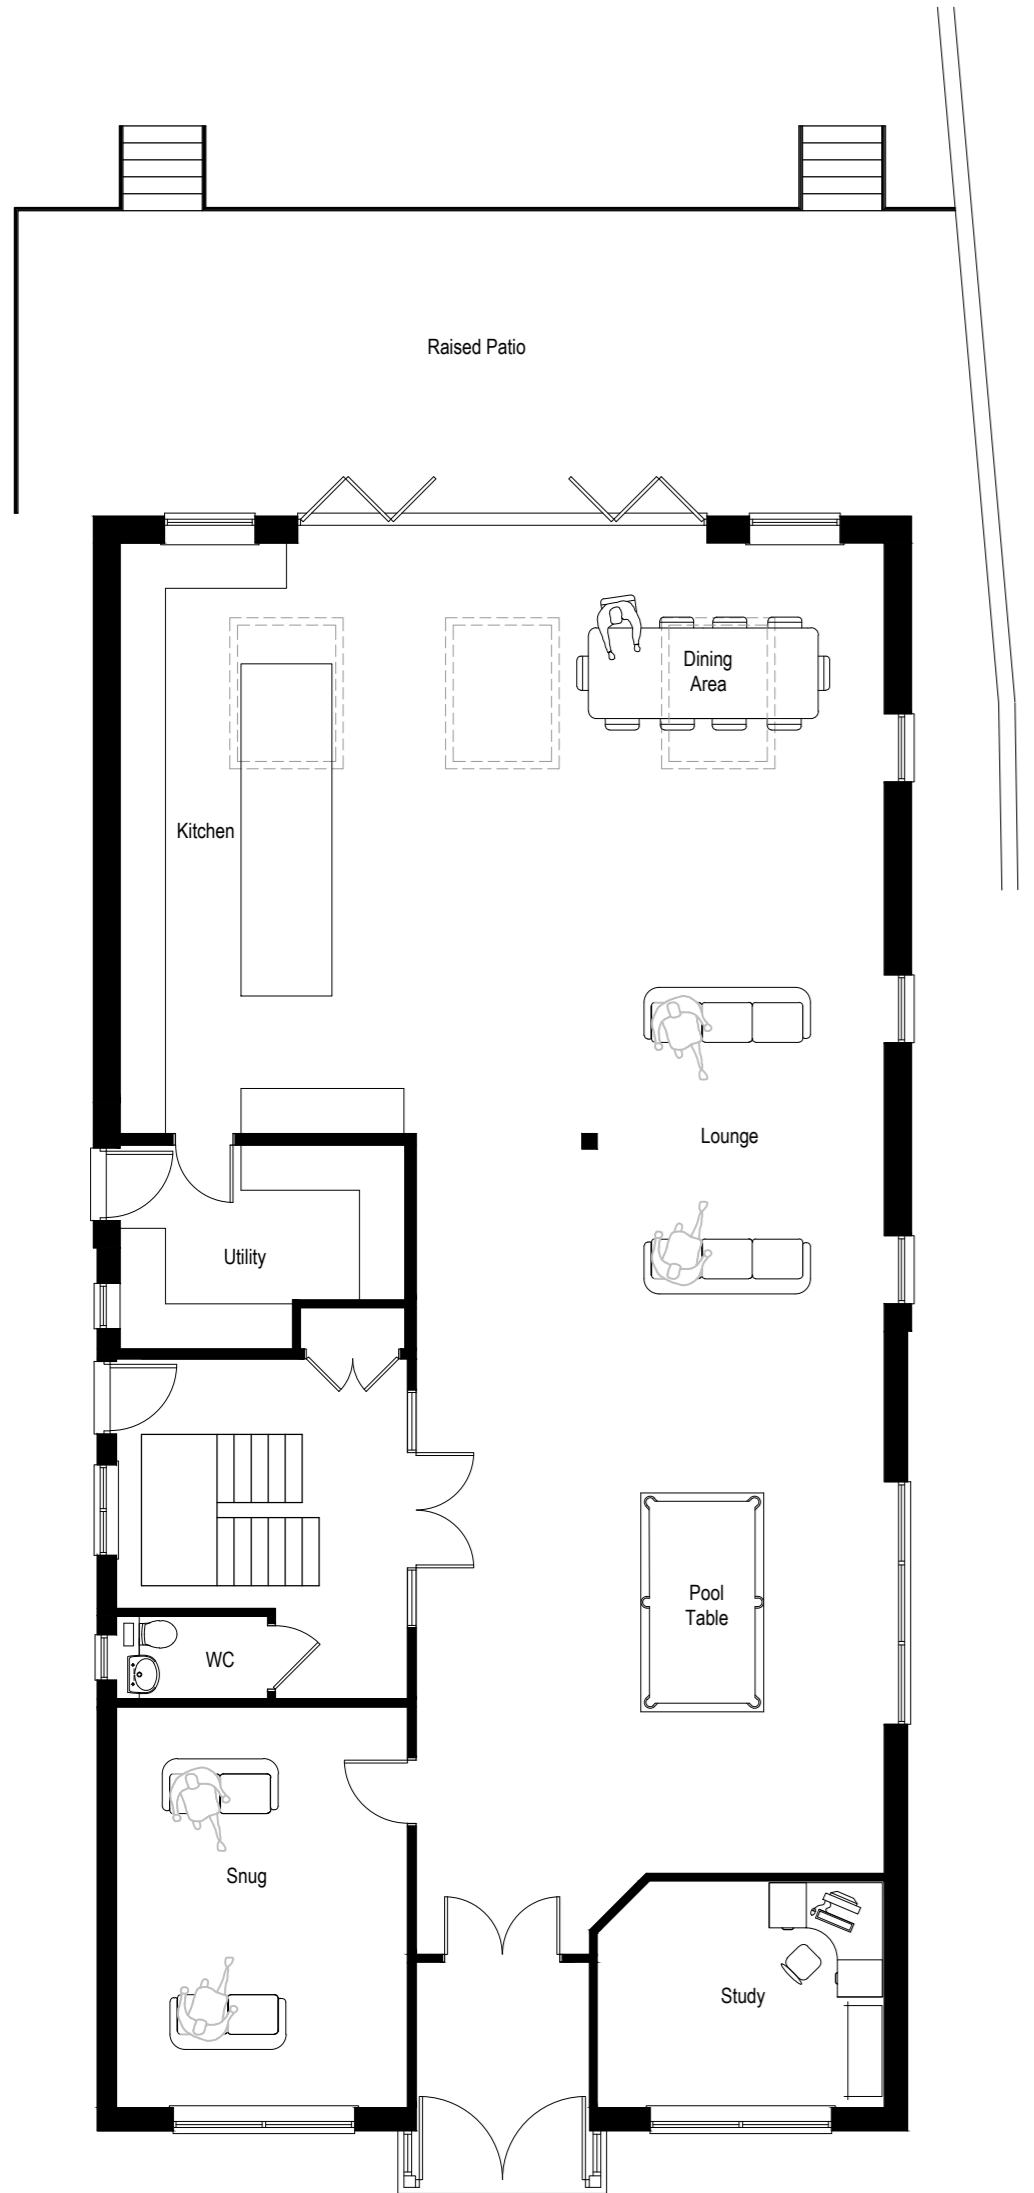 Raised Patio
Dining
Area
Kitchen
Lounge
Utility
Pool
Table
WC
Snug
Study